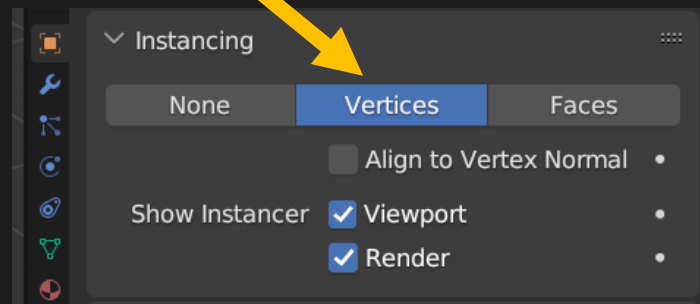 Instancing
None Vertices Faces
Align to Vertex Normal
Show Instancer Viewport
Render